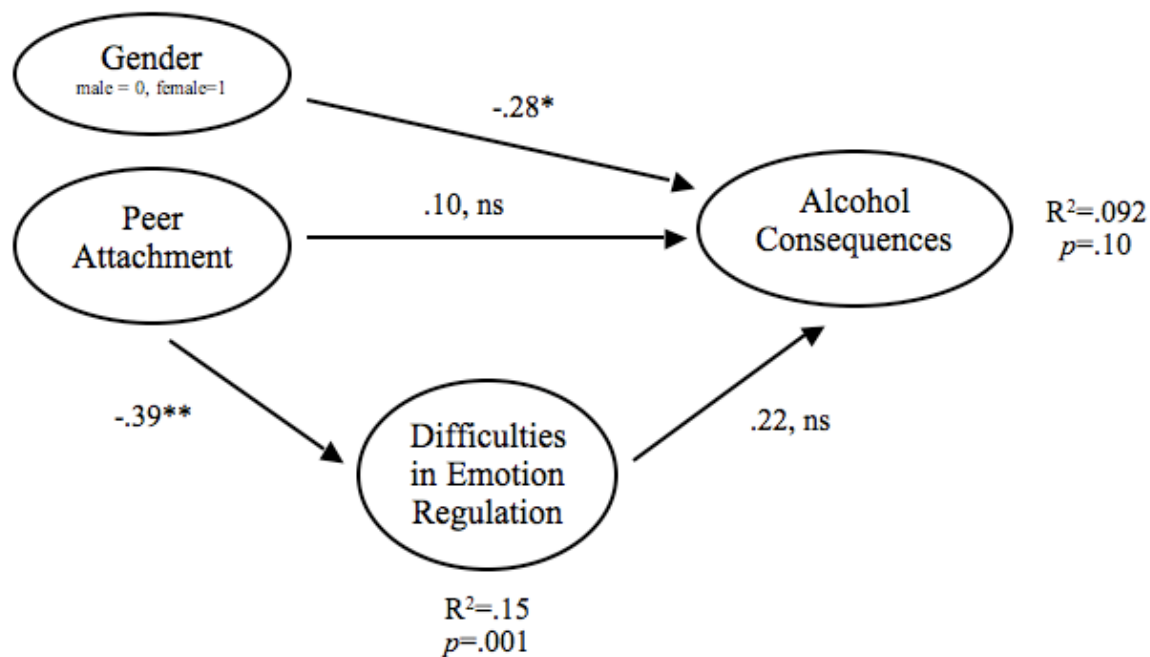 Gender
male = 0, female=1
-.28*
Peer
Attachment
.10, ns
Alcohol
Consequences
R²=.092
p=.10
-.39**
Difficulties
in Emotion
Regulation
.22, ns
R²=.15
p=.001